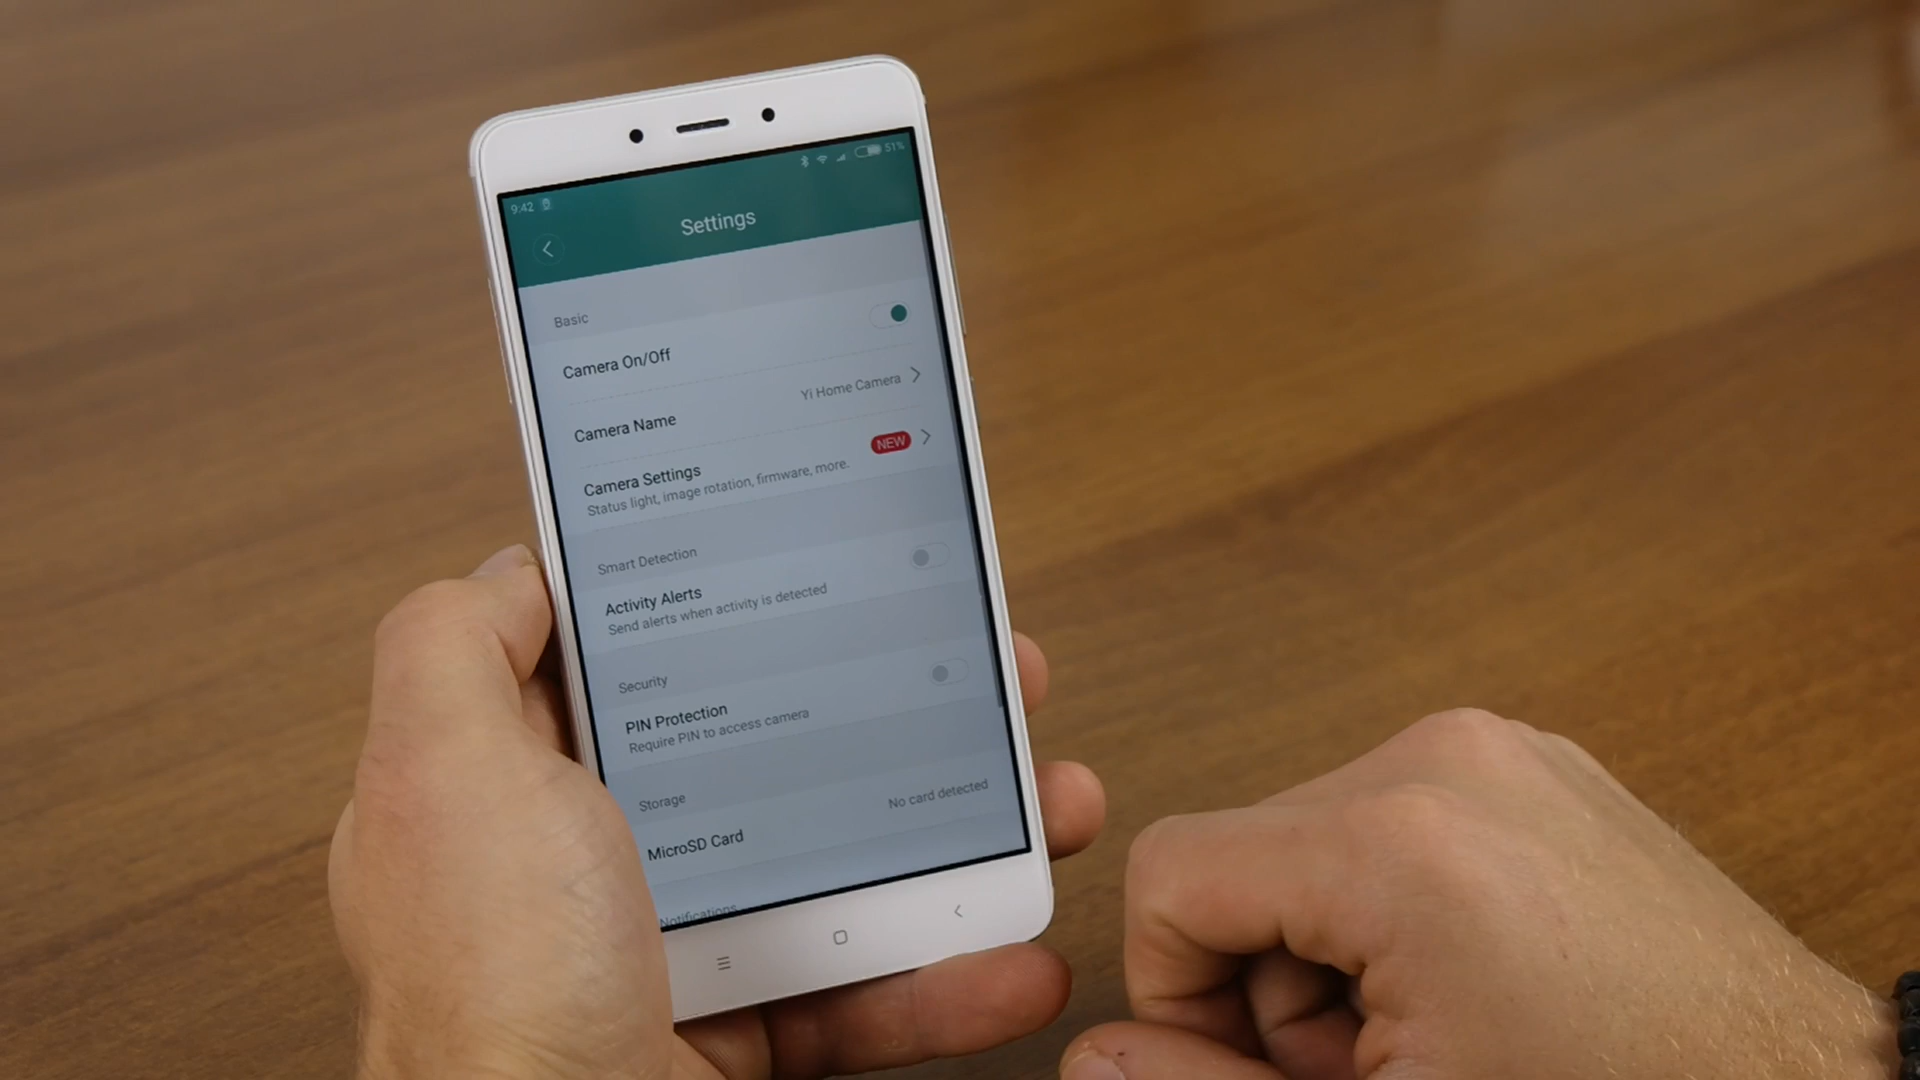 9:42 51%
Settings
Basic
Camera On/Off
Camera Name Yi Home Camera
Camera Settings NEW
Status light, image rotation, firmware, more.
Smart Detection
Activity Alerts
Send alerts when activity is detected
Security
PIN Protection
Require PIN to access camera
Storage
MicroSD Card No card detected
Notifications